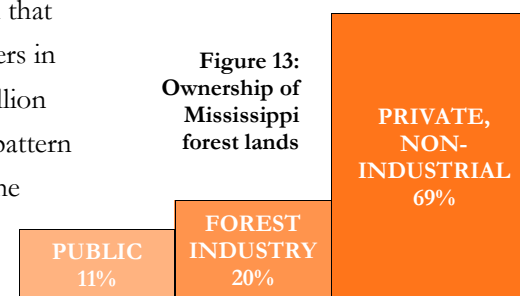 that
ers in
llion
pattern
ne
Figure 13:
Ownership of
Mississippi
forest lands
PUBLIC
11%
FOREST
INDUSTRY
20%
PRIVATE,
NON-
INDUSTRIAL
69%